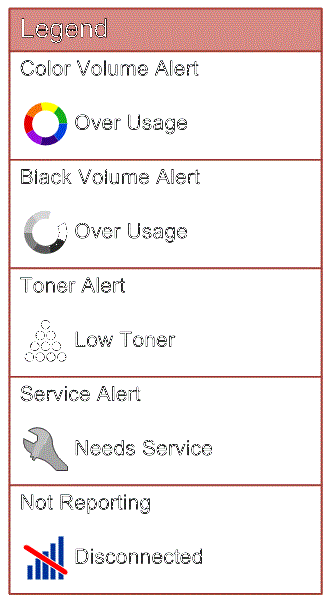 Legend
Color Volume Alert
Over Usage
Black Volume Alert
Over Usage
Toner Alert
Low Toner
Service Alert
Needs Service
Not Reporting
Disconnected